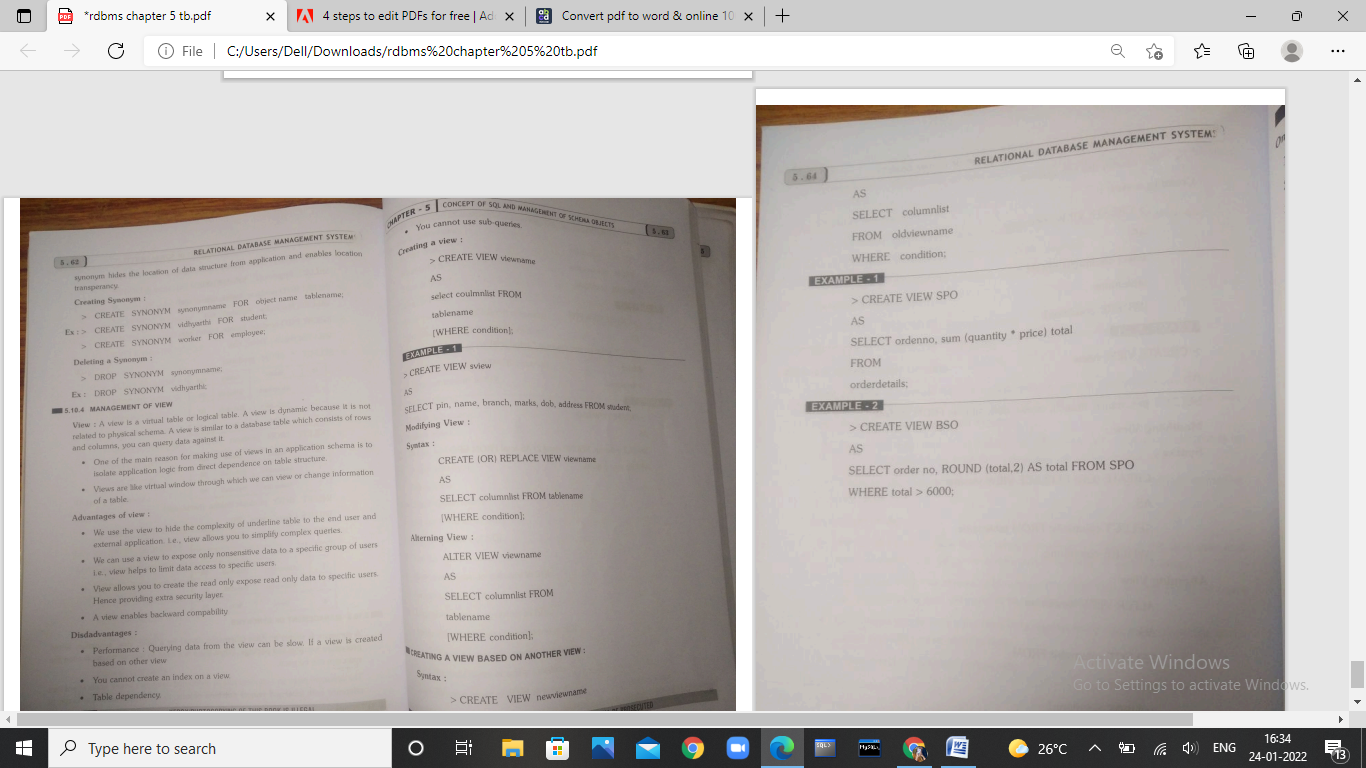 *rdbms chapter 5 tb.pdf
4 steps to edit PDFs for free | Ad
Convert pdf to word & online 10
File
C:/Users/Dell/Downloads/rdbms%20chapter%205%20tb.pdf
5.62
RELATIONAL DATABASE MANAGEMENT SYSTEM
synonym hides the location of data structure from application and enables location
transperancy.
Creating Synonym :
> CREATE SYNONYM synonymname FOR object name tablename;
Ex : > CREATE SYNONYM vidhyarthi FOR student;
> CREATE SYNONYM worker FOR employee;
Deleting a Synonym :
> DROP SYNONYM synonymname;
Ex : DROP SYNONYM vidhyarthi;
5.10.4 MANAGEMENT OF VIEW
View : A view is a virtual table or logical table. A view is dynamic because it is not
related to physical schema. A view is similar to a database table which consists of rows
and columns, you can query data against it.
• One of the main reason for making use of views in an application schema is to
isolate application logic from direct dependence on table structure.
• Views are like virtual window through which we can view or change information
of a table.
Advantages of view :
• We use the view to hide the complexity of underline table to the end user and
external application. i.e., view allows you to simplify complex queries.
• We can use a view to expose only nonsensitive data to a specific group of users
i.e., view helps to limit data access to specific users.
• View allows you to create the read only expose read only data to specific users.
Hence providing extra security layer.
• A view enables backward compability
Disdadvantages :
• Performance : Querying data from the view can be slow. If a view is created
based on other view
• You cannot create an index on a view.
• Table dependency.
CHAPTER - 5
CONCEPT OF SQL AND MANAGEMENT OF SCHEMA OBJECTS
5.63
• You cannot use sub-queries.
Creating a view :
> CREATE VIEW viewname
AS
select coulmnlist FROM
tablename
[WHERE condition];
EXAMPLE - 1
> CREATE VIEW sview
AS
SELECT pin, name, branch, marks, dob, address FROM student;
Modifying View :
Syntax :
CREATE (OR) REPLACE VIEW viewname
AS
SELECT columnlist FROM tablename
[WHERE condition];
Alterning View :
ALTER VIEW viewname
AS
SELECT columnlist FROM
tablename
[WHERE condition];
CREATING A VIEW BASED ON ANOTHER VIEW :
Syntax :
> CREATE VIEW newviewname
5.64
RELATIONAL DATABASE MANAGEMENT SYSTEM
AS
SELECT columnlist
FROM oldviewname
WHERE condition;
EXAMPLE - 1
> CREATE VIEW SPO
AS
SELECT ordenno, sum (quantity * price) total
FROM
orderdetails;
EXAMPLE - 2
> CREATE VIEW BSO
AS
SELECT order no, ROUND (total,2) AS total FROM SPO
WHERE total > 6000;
Activate Windows
Go to Settings to activate Windows.
Type here to search
26°C
ENG
16:34
24-01-2022
13